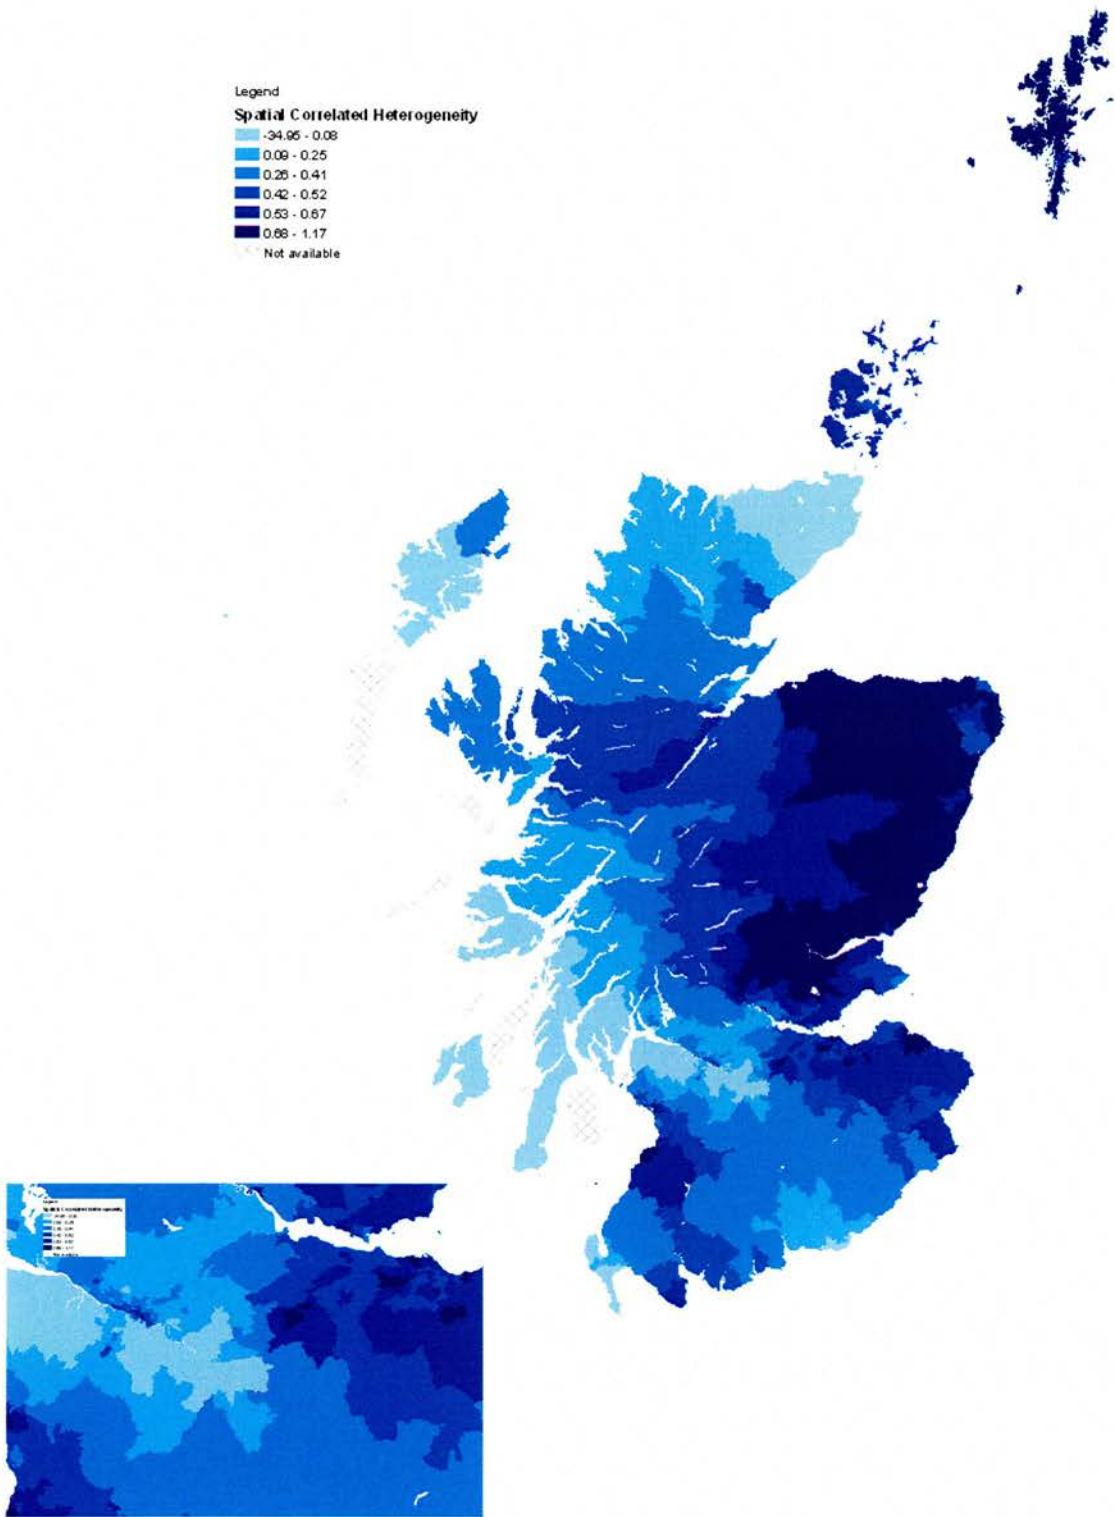 Legend
Spatial Correlated Heterogeneity
-34.95 - 0.08
0.09 - 0.25
0.26 - 0.41
0.42 - 0.52
0.53 - 0.67
0.68 - 1.17
Not available